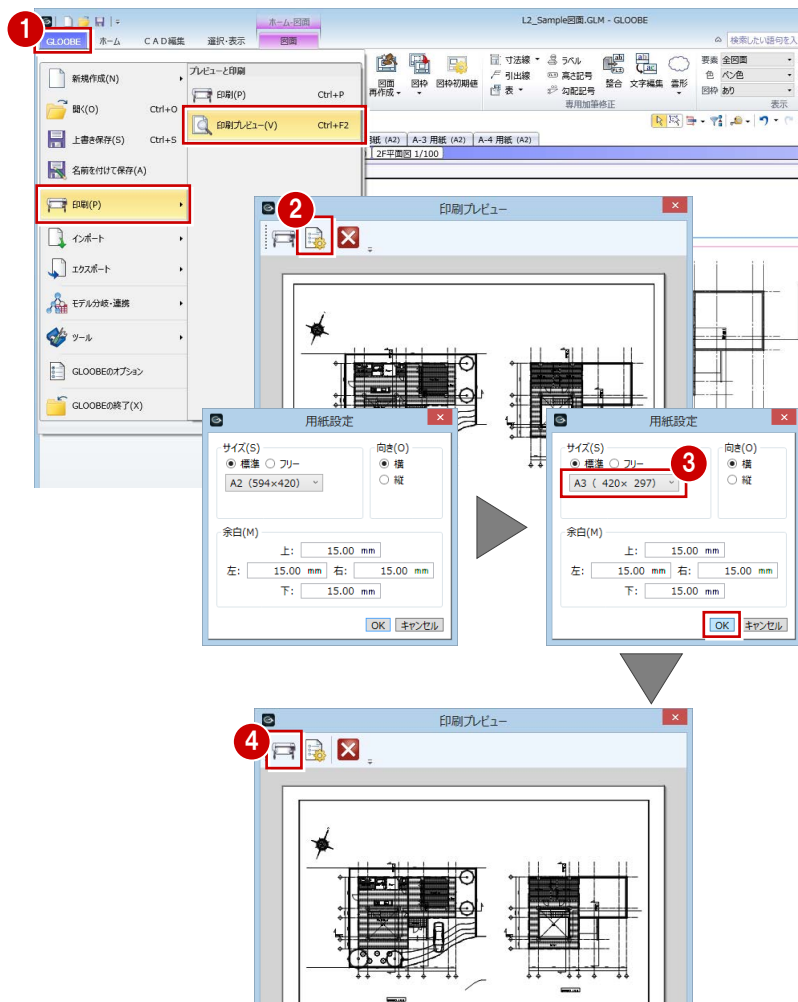 1
ホーム-図面
L2_Sample図面.GLM - GLOOBE
GLOOBE ホーム CAD編集 選択・表示 図面
検索したい語句を入
新規作成(N)
開く(O) Ctrl+O
上書き保存(S) Ctrl+S
名前を付けて保存(A)
印刷(P)
インポート
エクスポート
モデル分岐・連携
ツール
GLOOBEのオプション
GLOOBEの終了(X)
プレビューと印刷
印刷(P) Ctrl+P
印刷プレビュー(V) Ctrl+F2
図面
再作成
図枠
図枠初期値
寸法線 ラベル
引出線 高さ記号
表 勾配記号
整合 文字編集 雲形
専用加筆修正
要素 全図面
色 ペン色
図枠 あり
表示
用紙 (A2) A-3 用紙 (A2) A-4 用紙 (A2)
2F平面図 1/100
2
印刷プレビュー
用紙設定
サイズ(S)
標準 フリー
A2 (594×420)
向き(O)
横
縦
余白(M)
上: 15.00 mm
左: 15.00 mm 右: 15.00 mm
下: 15.00 mm
OK キャンセル
用紙設定
サイズ(S)
標準 フリー
3
A3 ( 420× 297)
向き(O)
横
縦
余白(M)
上: 15.00 mm
左: 15.00 mm 右: 15.00 mm
下: 15.00 mm
OK キャンセル
印刷プレビュー
4